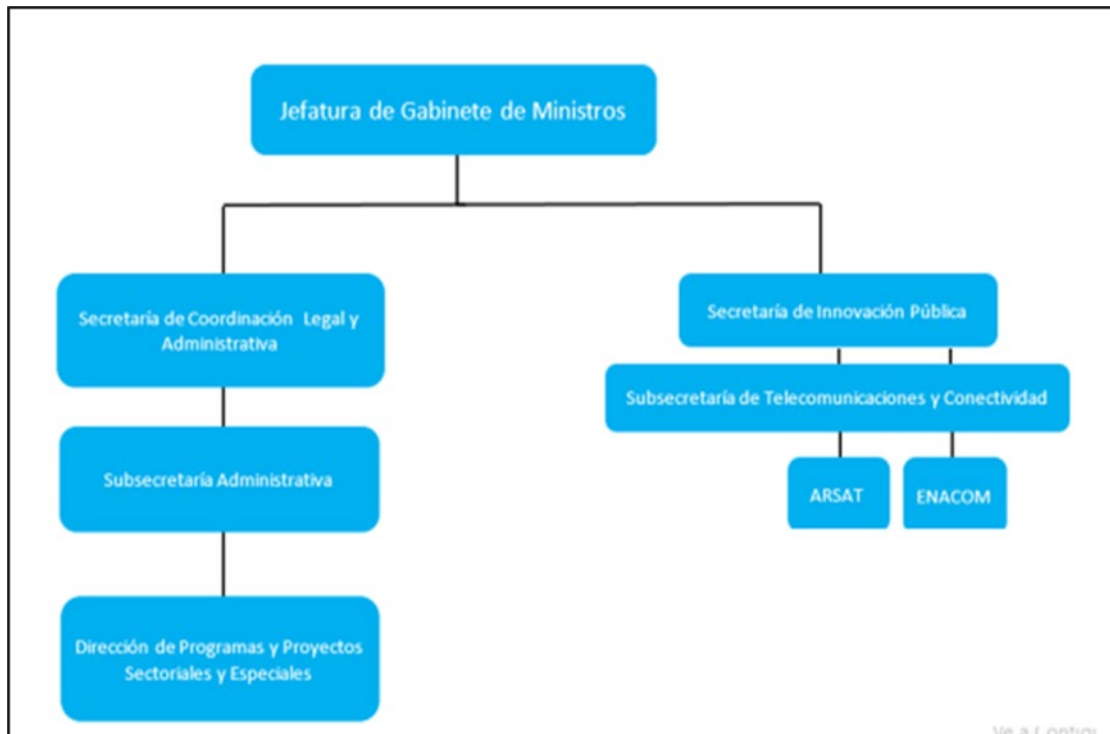 Jefatura de Gabinete de Ministros
Secretaría de Coordinación Legal y
Administrativa
Subsecretaría Administrativa
Dirección de Programas y Proyectos
Sectoriales y Especiales
Secretaría de Innovación Pública
Subsecretaría de Telecomunicaciones y Conectividad
ARSAT
ENACOM